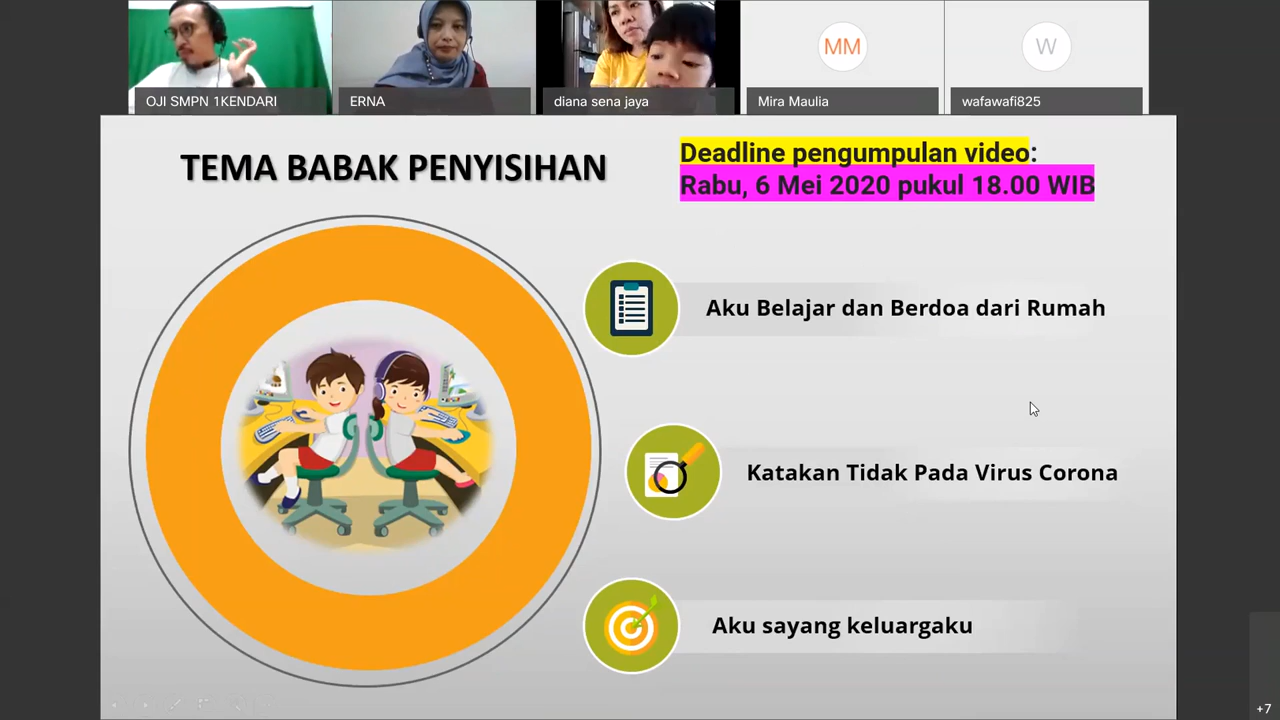 OJI SMPN 1KENDARI
ERNA
diana sena jaya
MM
Mira Maulia
W
wafawafi825
TEMA BABAK PENYISIHAN
Deadline pengumpulan video:
Rabu, 6 Mei 2020 pukul 18.00 WIB
Aku Belajar dan Berdoa dari Rumah
Katakan Tidak Pada Virus Corona
Aku sayang keluargaku
+7